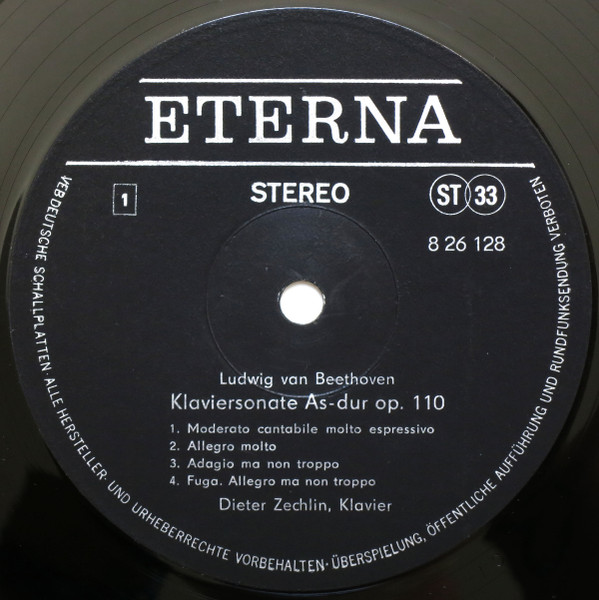 ETERNA
1
STEREO
ST 33
8 26 128
Ludwig van Beethoven
Klaviersonate As-dur op. 110
1. Moderato cantabile molto espressivo
2. Allegro molto
3. Adagio ma non troppo
4. Fuga. Allegro ma non troppo
Dieter Zechlin, Klavier
VEB DEUTSCHE SCHALLPLATTEN · ALLE HERSTELLER- UND URHEBERRECHTE VORBEHALTEN · ÜBERSPIELUNG, ÖFFENTLICHE AUFFÜHRUNG UND RUNDFUNKSENDUNG VERBOTEN